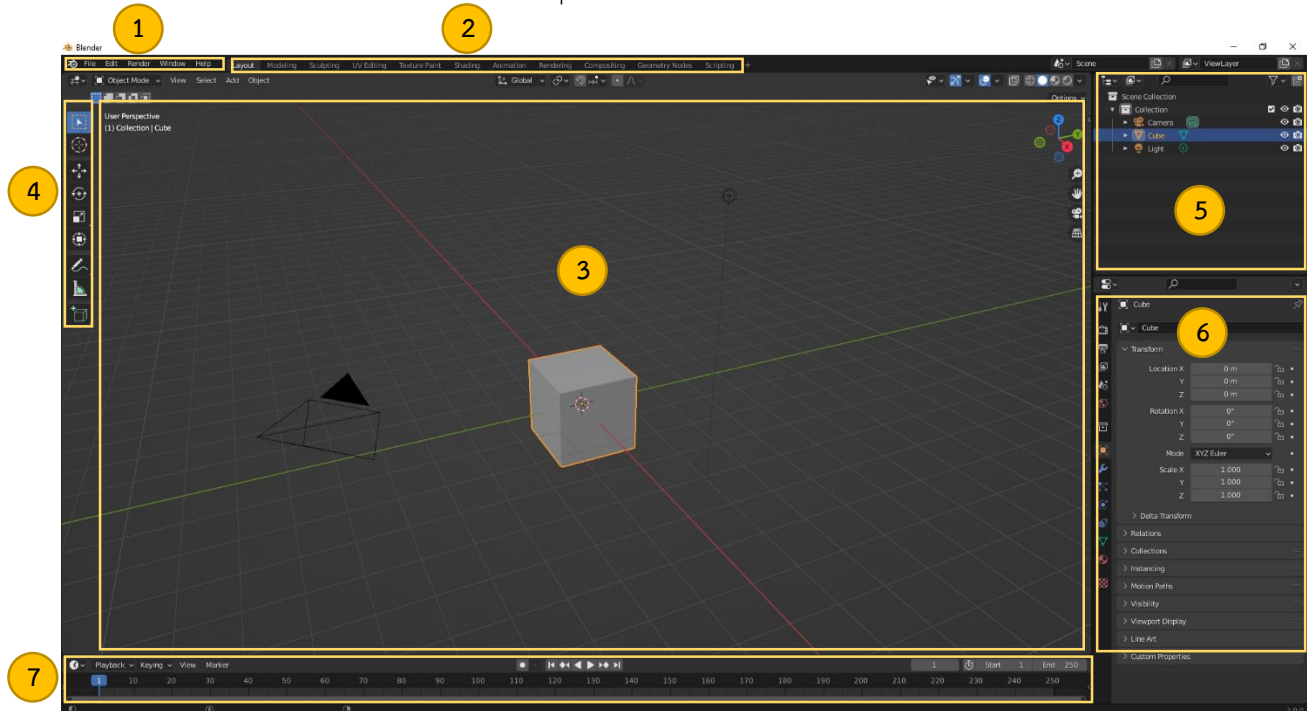 1
2
Blender
File Edit Render Window Help
Layout Modeling Sculpting UV Editing Texture Paint Shading Animation Rendering Compositing Geometry Nodes Scripting +
Scene
ViewLayer
Object Mode View Select Add Object
Global
Options
User Perspective
(1) Collection | Cube
Z
Y
X
Scene Collection
Collection
Camera
Cube
Light
4
5
3
Cube
Cube
6
Transform
Location X 0 m
Y 0 m
Z 0 m
Rotation X 0°
Y 0°
Z 0°
Mode XYZ Euler
Scale X 1.000
Y 1.000
Z 1.000
Delta Transform
Relations
Collections
Instancing
Motion Paths
Visibility
Viewport Display
Line Art
Custom Properties
7
Playback Keying View Marker
1 Start 1 End 250
1 10 20 30 40 50 60 70 80 90 100 110 120 130 140 150 160 170 180 190 200 210 220 230 240 250
3.0.0